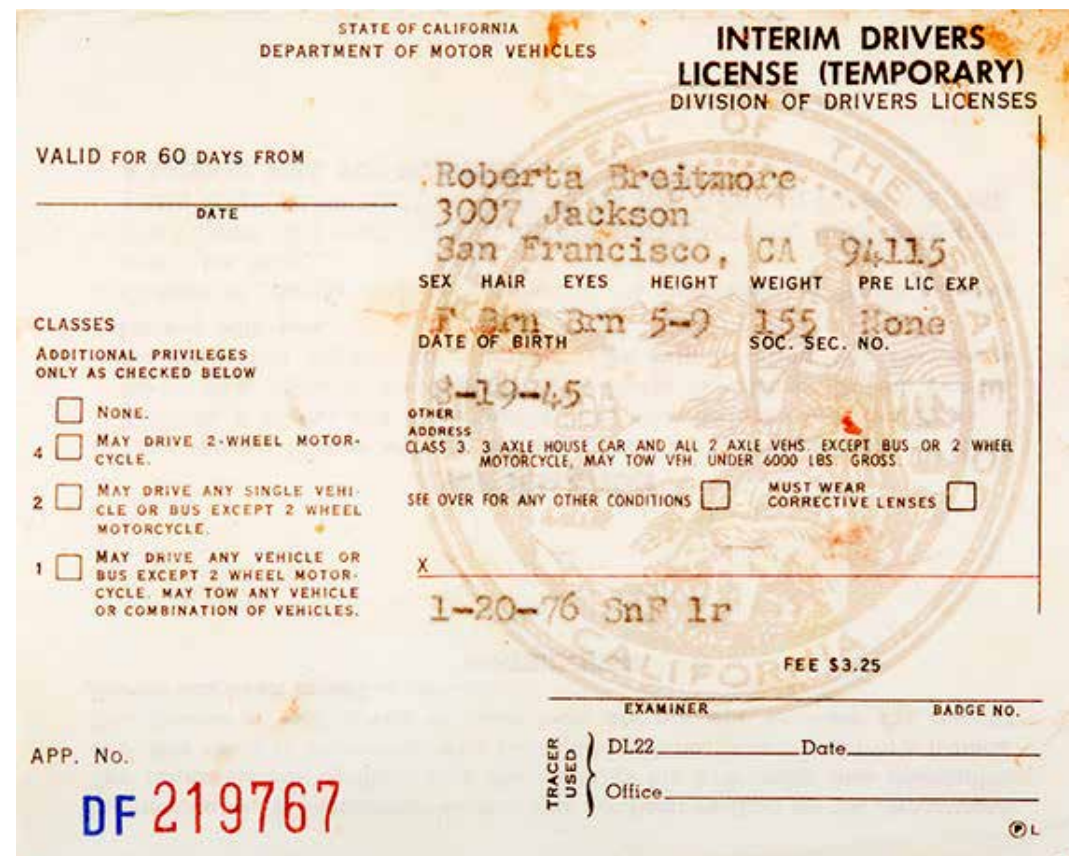 STATE OF CALIFORNIA
DEPARTMENT OF MOTOR VEHICLES
INTERIM DRIVERS
LICENSE (TEMPORARY)
DIVISION OF DRIVERS LICENSES
VALID FOR 60 DAYS FROM
DATE
Roberta Breitmore
3007 Jackson
San Francisco, CA 94115
SEX HAIR EYES HEIGHT WEIGHT PRE LIC EXP
F Brn Brn 5-9 155 None
DATE OF BIRTH SOC. SEC. NO.
8-19-45
OTHER
ADDRESS
CLASS 3. 3 AXLE HOUSE CAR AND ALL 2 AXLE VEHS. EXCEPT BUS OR 2 WHEEL
MOTORCYCLE, MAY TOW VEH. UNDER 6000 LBS. GROSS.
SEE OVER FOR ANY OTHER CONDITIONS
MUST WEAR
CORRECTIVE LENSES
CLASSES
ADDITIONAL PRIVILEGES
ONLY AS CHECKED BELOW
NONE.
4 MAY DRIVE 2-WHEEL MOTOR-
CYCLE.
2 MAY DRIVE ANY SINGLE VEHI-
CLE OR BUS EXCEPT 2 WHEEL
MOTORCYCLE.
1 MAY DRIVE ANY VEHICLE OR
BUS EXCEPT 2 WHEEL MOTOR-
CYCLE. MAY TOW ANY VEHICLE
OR COMBINATION OF VEHICLES.
X
1-20-76 SnF lr
FEE $3.25
EXAMINER BADGE NO.
TRACER
USED
DL22 Date
Office
APP. No.
DF 219767
P L
SEAL OF THE STATE OF
CALIFORNIA